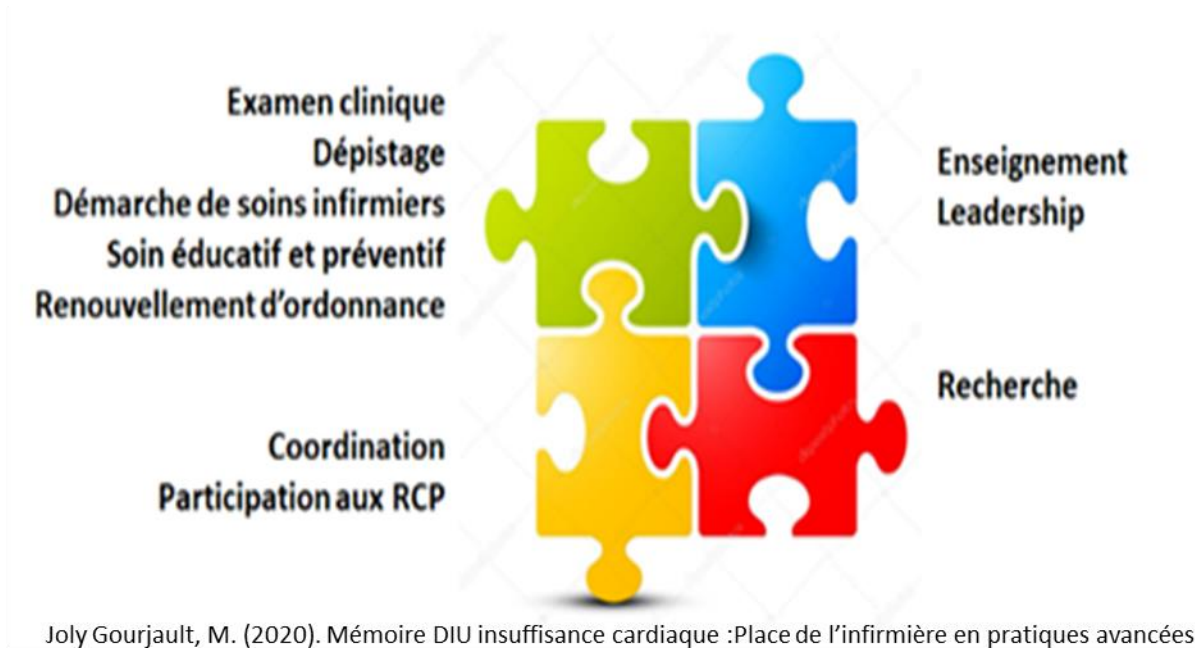 Examen clinique
Dépistage
Démarche de soins infirmiers
Soin éducatif et préventif
Renouvellement d'ordonnance
Coordination
Participation aux RCP
Enseignement
Leadership
Recherche
Joly Gourjault, M. (2020). Mémoire DIU insuffisance cardiaque :Place de l'infirmière en pratiques avancées